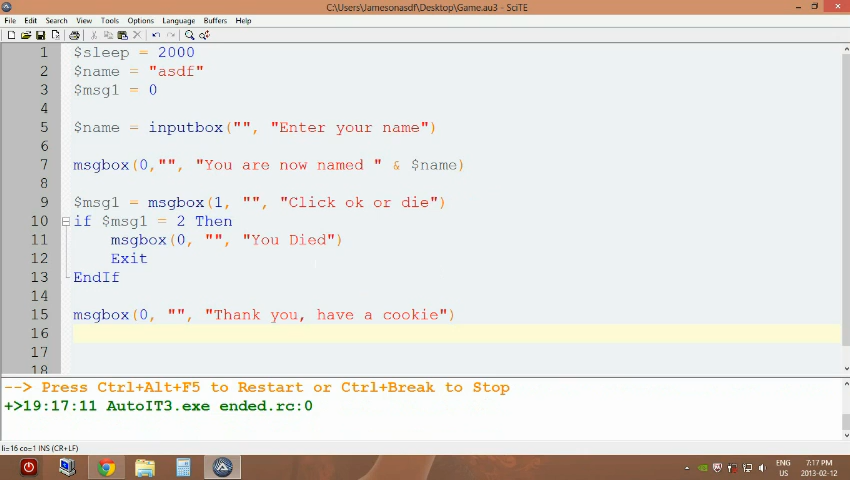 C:\Users\Jamesonasdf\Desktop\Game.au3 - SciTE
File Edit Search View Tools Options Language Buffers Help
1 $sleep = 2000
2 $name = "asdf"
3 $msg1 = 0
4
5 $name = inputbox("", "Enter your name")
6
7 msgbox(0,"", "You are now named " & $name)
8
9 $msg1 = msgbox(1, "", "Click ok or die")
10 if $msg1 = 2 Then
11 msgbox(0, "", "You Died")
12 Exit
13 EndIf
14
15 msgbox(0, "", "Thank you, have a cookie")
16
17
18
--> Press Ctrl+Alt+F5 to Restart or Ctrl+Break to Stop
+>19:17:11 AutoIT3.exe ended.rc:0
li=16 co=1 INS (CR+LF)
ENG 7:17 PM
US 2013-02-12